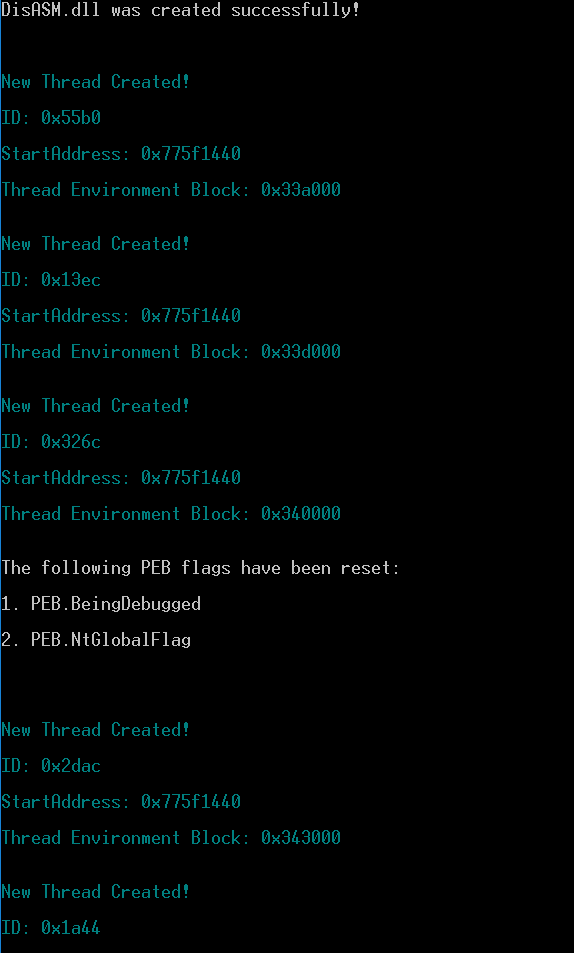 DisASM.dll was created successfully!
New Thread Created!
ID: 0x55b0
StartAddress: 0x775f1440
Thread Environment Block: 0x33a000
New Thread Created!
ID: 0x13ec
StartAddress: 0x775f1440
Thread Environment Block: 0x33d000
New Thread Created!
ID: 0x326c
StartAddress: 0x775f1440
Thread Environment Block: 0x340000
The following PEB flags have been reset:
1. PEB.BeingDebugged
2. PEB.NtGlobalFlag
New Thread Created!
ID: 0x2dac
StartAddress: 0x775f1440
Thread Environment Block: 0x343000
New Thread Created!
ID: 0x1a44